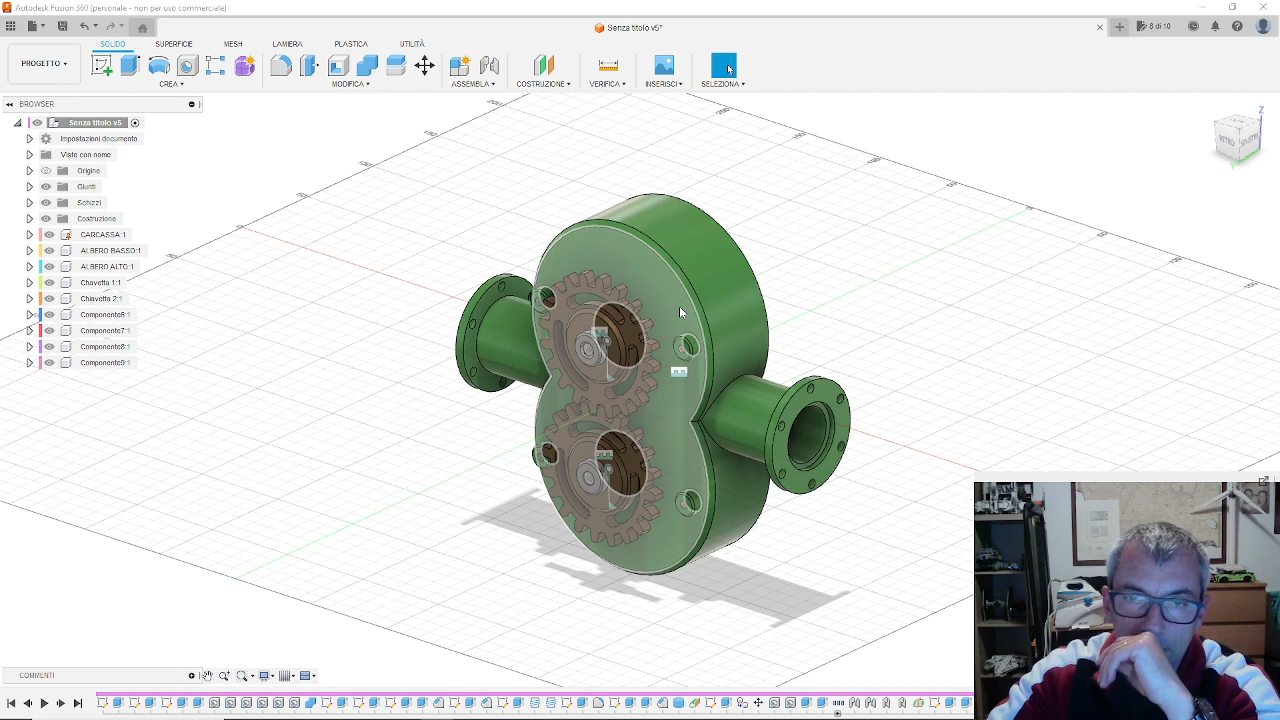 Autodesk Fusion 360 (personale - non per uso commerciale)
Senza titolo v5*
8 di 10
SOLIDO
SUPERFICIE
MESH
LAMIERA
PLASTICA
UTILITÀ
PROGETTO
CREA
MODIFICA
ASSEMBLA
COSTRUZIONE
VERIFICA
INSERISCI
SELEZIONA
BROWSER
Senza titolo v5
Impostazioni documento
Viste con nome
Origine
Giunti
Schizzi
Costruzione
CARCASSA:1
ALBERO BASSO:1
ALBERO ALTO:1
Chavetta 1:1
Chiavetta 2:1
Componente6:1
Componente7:1
Componente8:1
Componente9:1
Z
RETRO
SINISTRA
COMMENTI